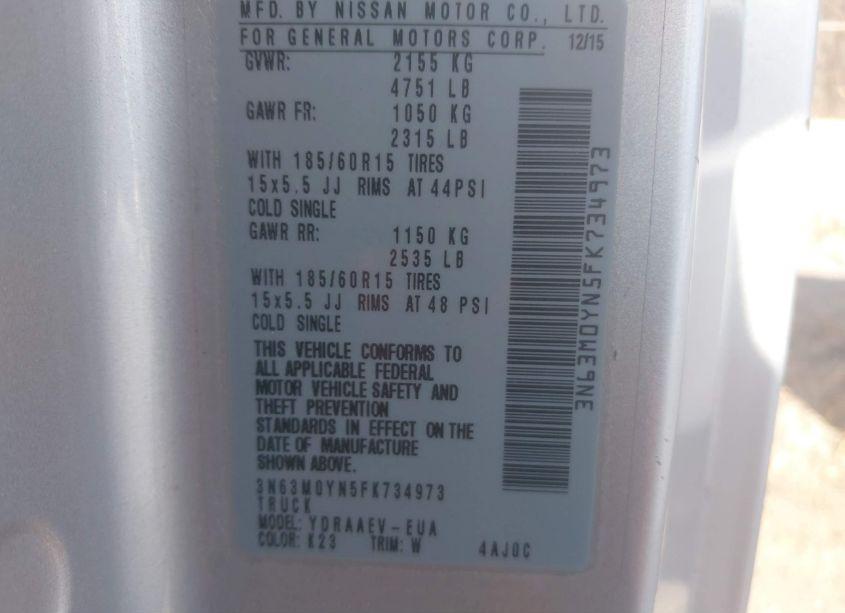 MFD. BY NISSAN MOTOR CO., LTD.
FOR GENERAL MOTORS CORP. 12/15
GVWR: 2155 KG
4751 LB
GAWR FR: 1050 KG
2315 LB
WITH 185/60R15 TIRES
15x5.5 JJ RIMS AT 44PSI
COLD SINGLE
GAWR RR: 1150 KG
2535 LB
WITH 185/60R15 TIRES
15x5.5 JJ RIMS AT 48 PSI
COLD SINGLE
THIS VEHICLE CONFORMS TO
ALL APPLICABLE FEDERAL
MOTOR VEHICLE SAFETY AND
THEFT PREVENTION
STANDARDS IN EFFECT ON THE
DATE OF MANUFACTURE
SHOWN ABOVE.
3N63M0YN5FK734973
TRUCK
MODEL: YDRAAEV-EUA
COLOR: K23 TRIM: W 4AJ0C
3N63M0YN5FK734973